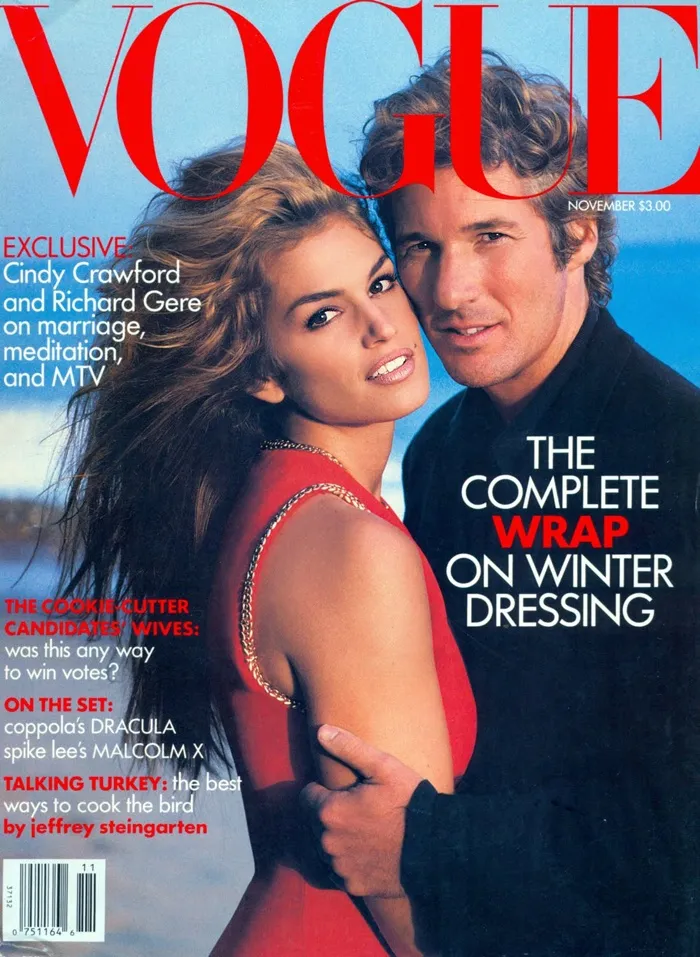 VOGUE
NOVEMBER $3.00
EXCLUSIVE:
Cindy Crawford
and Richard Gere
on marriage,
meditation,
and MTV
THE
COMPLETE
WRAP
ON WINTER
DRESSING
THE COOKIE-CUTTER
CANDIDATES' WIVES:
was this any way
to win votes?
ON THE SET:
coppola's DRACULA
spike lee's MALCOLM X
TALKING TURKEY: the best
ways to cook the bird
by jeffrey steingarten
11
37132
0 751164 6